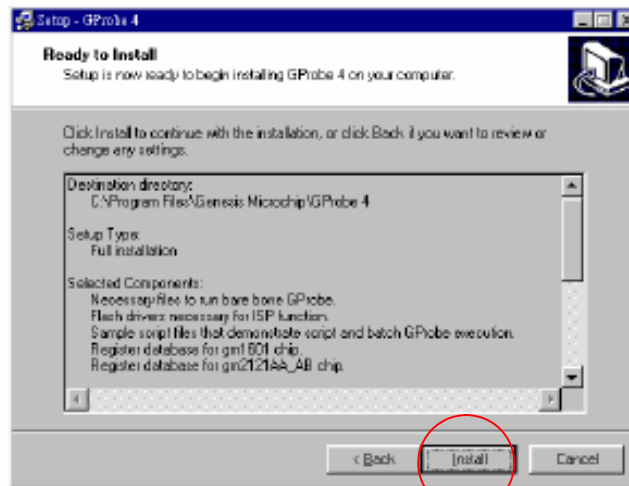 Setup - GProbe 4
Ready to Install
Setup is now ready to begin installing GProbe 4 on your computer.
Click Install to continue with the installation, or click Back if you want to review or
change any settings.
Destination directory:
C:\Program Files\Genesis Microchip\GProbe 4
Setup Type:
Full installation
Selected Components:
Necessary files to run bare bone GProbe.
Flash drivers necessary for ISP function.
Sample script files that demonstrate script and batch GProbe execution.
Register database for gm1601 chip.
Register database for gm2121AA_AB chip.
< Back
Install
Cancel